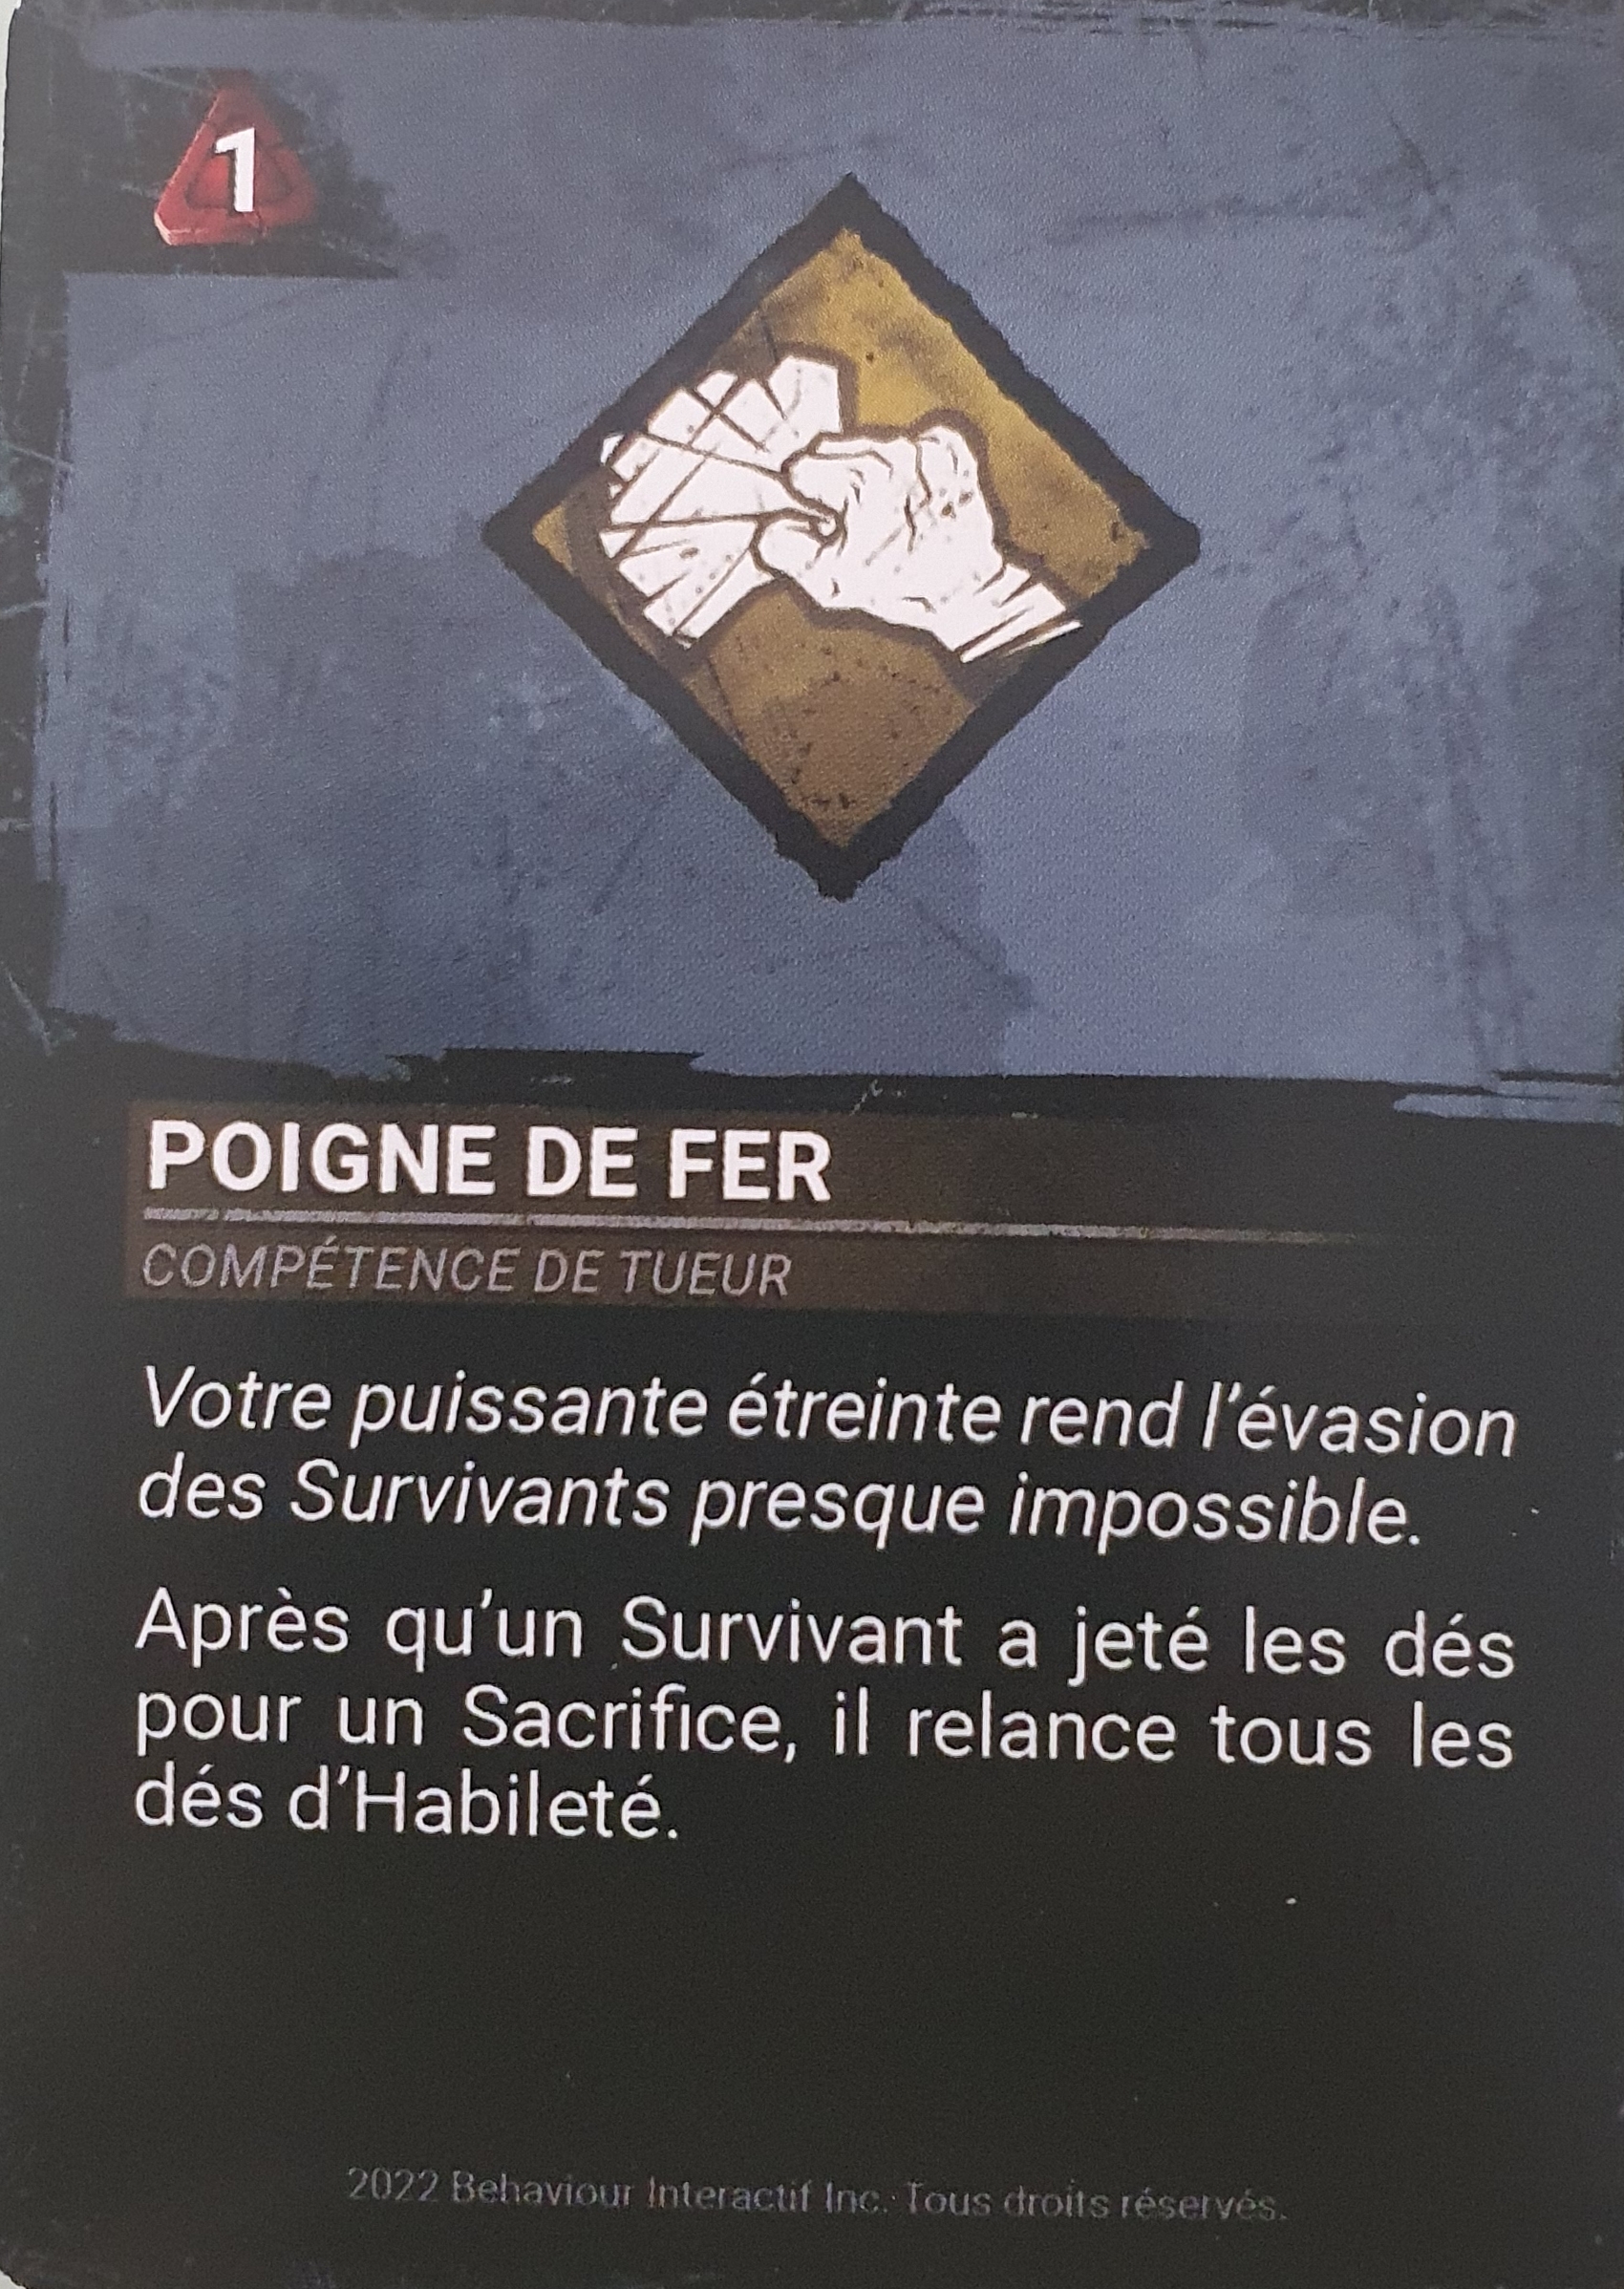 1
POIGNE DE FER
COMPÉTENCE DE TUEUR
Votre puissante étreinte rend l'évasion
des Survivants presque impossible.
Après qu'un Survivant a jeté les dés
pour un Sacrifice, il relance tous les
dés d'Habileté.
2022 Behaviour Interactif Inc. Tous droits réservés.